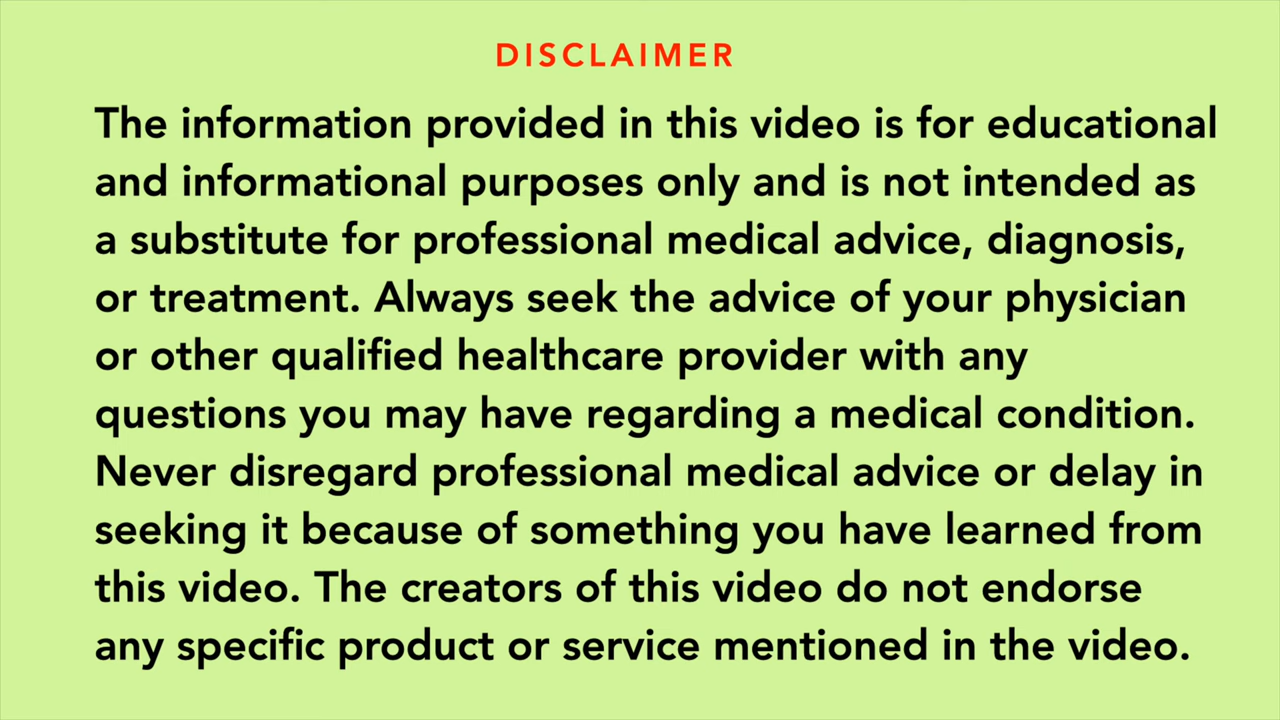 DISCLAIMER
The information provided in this video is for educational
and informational purposes only and is not intended as
a substitute for professional medical advice, diagnosis,
or treatment. Always seek the advice of your physician
or other qualified healthcare provider with any
questions you may have regarding a medical condition.
Never disregard professional medical advice or delay in
seeking it because of something you have learned from
this video. The creators of this video do not endorse
any specific product or service mentioned in the video.